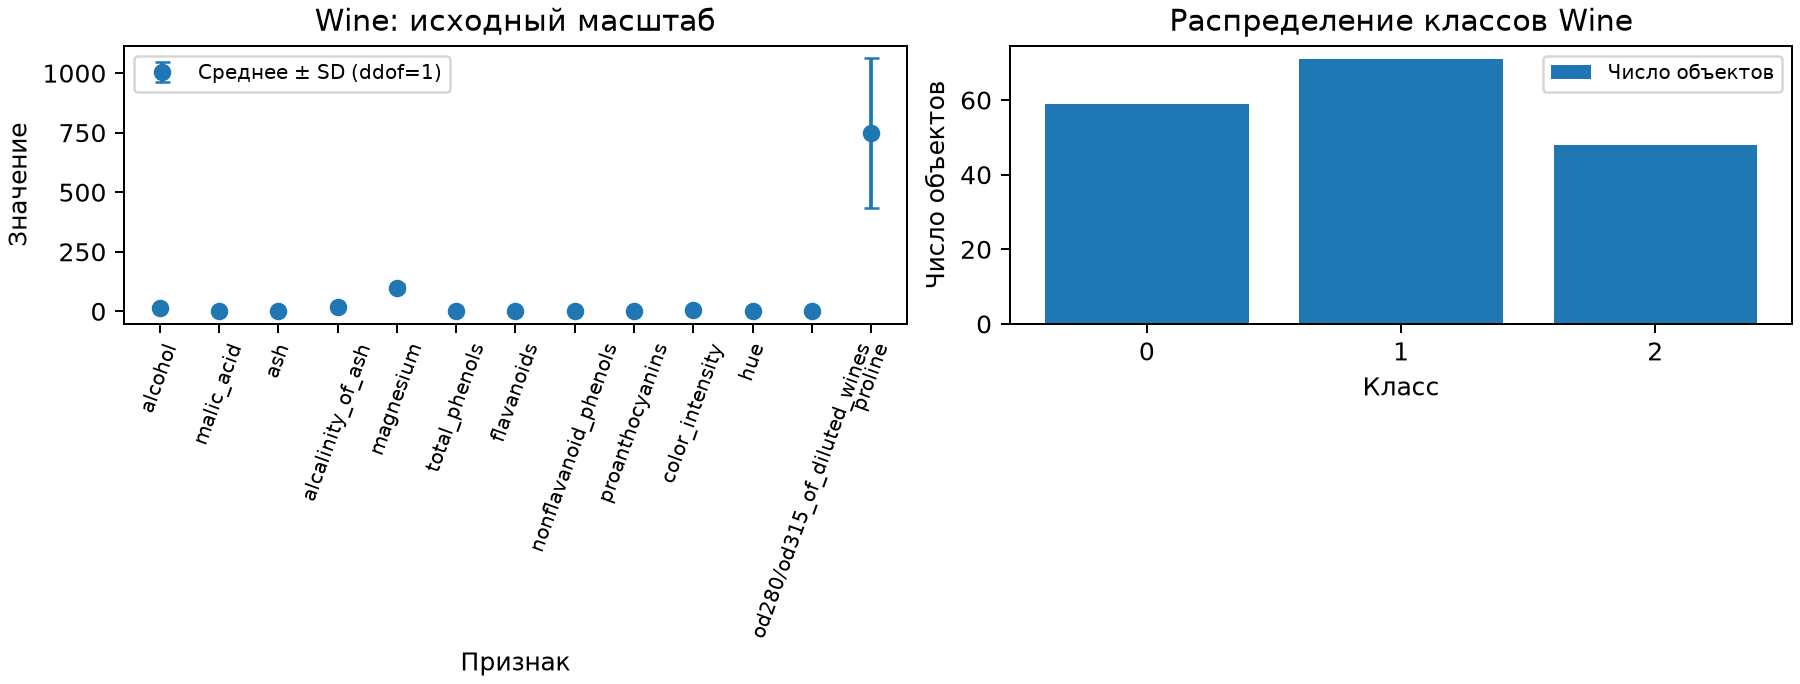 Wine: исходный масштаб
Среднее ± SD (ddof=1)
Значение
1000
750
500
250
0
alcohol
malic_acid
ash
alcalinity_of_ash
magnesium
total_phenols
flavanoids
nonflavanoid_phenols
proanthocyanins
color_intensity
hue
od280/od315_of_diluted_wines
proline
Признак
Распределение классов Wine
Число объектов
Число объектов
60
40
20
0
0
1
2
Класс